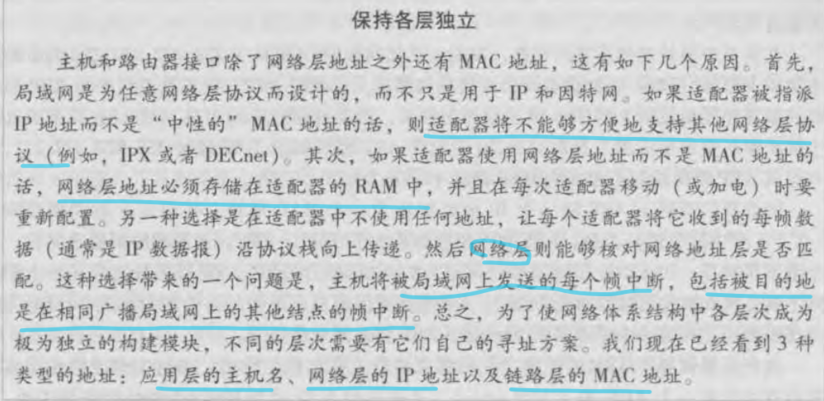 保持各层独立
主机和路由器接口除了网络层地址之外还有 MAC 地址，这有如下几个原因。首先，
局域网是为任意网络层协议而设计的，而不只是用于 IP 和因特网。如果适配器被指派
IP 地址而不是“中性的”MAC 地址的话，则适配器将不能够方便地支持其他网络层协
议（例如，IPX 或者 DECnet）。其次，如果适配器使用网络层地址而不是 MAC 地址的
话，网络层地址必须存储在适配器的 RAM 中，并且在每次适配器移动（或加电）时要
重新配置。另一种选择是在适配器中不使用任何地址，让每个适配器将它收到的每帧数
据（通常是 IP 数据报）沿协议栈向上传递。然后网络层则能够核对网络地址层是否匹
配。这种选择带来的一个问题是，主机将被局域网上发送的每个帧中断，包括被目的地
是在相同广播局域网上的其他结点的帧中断。总之，为了使网络体系结构中各层次成为
极为独立的构建模块，不同的层次需要有它们自己的寻址方案。我们现在已经看到 3 种
类型的地址：应用层的主机名、网络层的 IP 地址以及链路层的 MAC 地址。